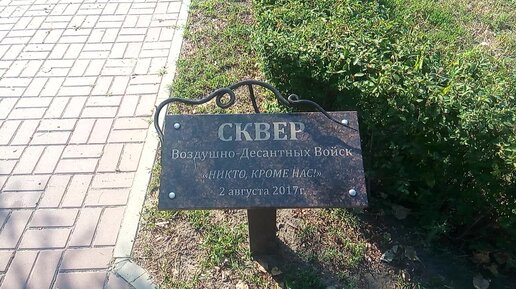 СКВЕР
Воздушно-Десантных Войск
«НИКТО, КРОМЕ НАС!»
2 августа 2017г.